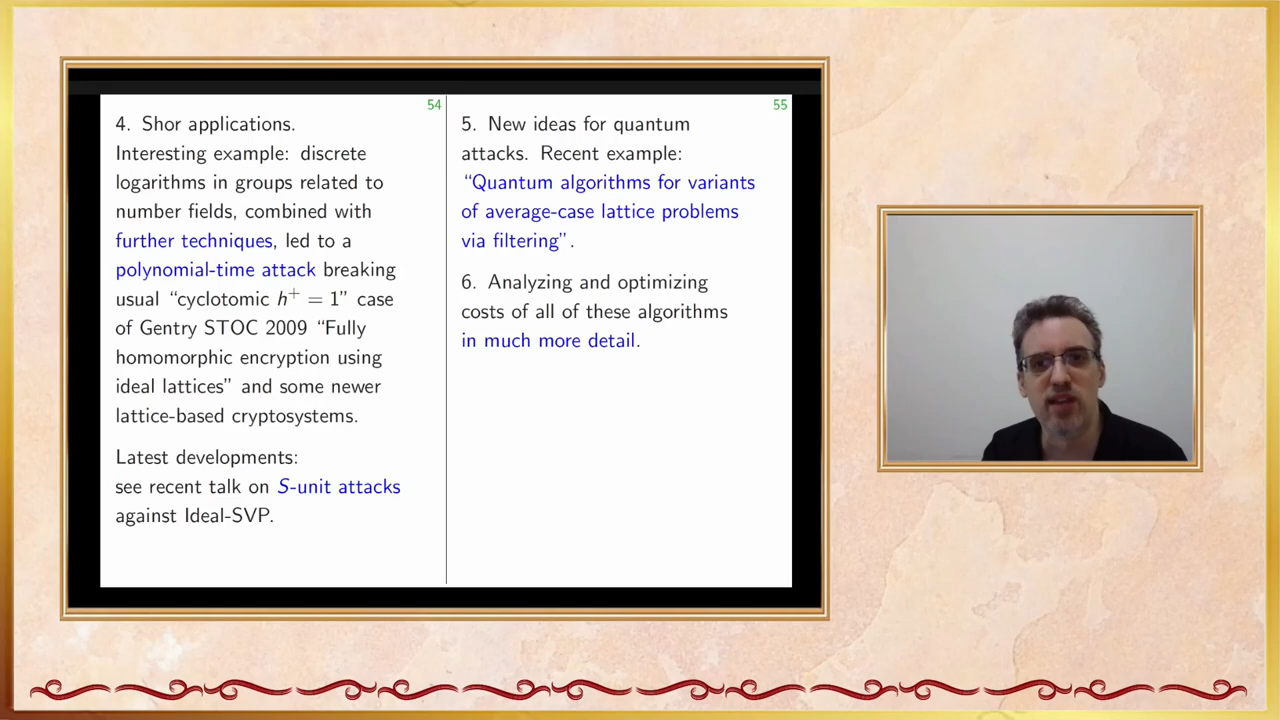 54
4. Shor applications.
Interesting example: discrete
logarithms in groups related to
number fields, combined with
further techniques, led to a
polynomial-time attack breaking
usual “cyclotomic h⁺ = 1” case
of Gentry STOC 2009 “Fully
homomorphic encryption using
ideal lattices” and some newer
lattice-based cryptosystems.
Latest developments:
see recent talk on S-unit attacks
against Ideal-SVP.
55
5. New ideas for quantum
attacks. Recent example:
“Quantum algorithms for variants
of average-case lattice problems
via filtering”.
6. Analyzing and optimizing
costs of all of these algorithms
in much more detail.